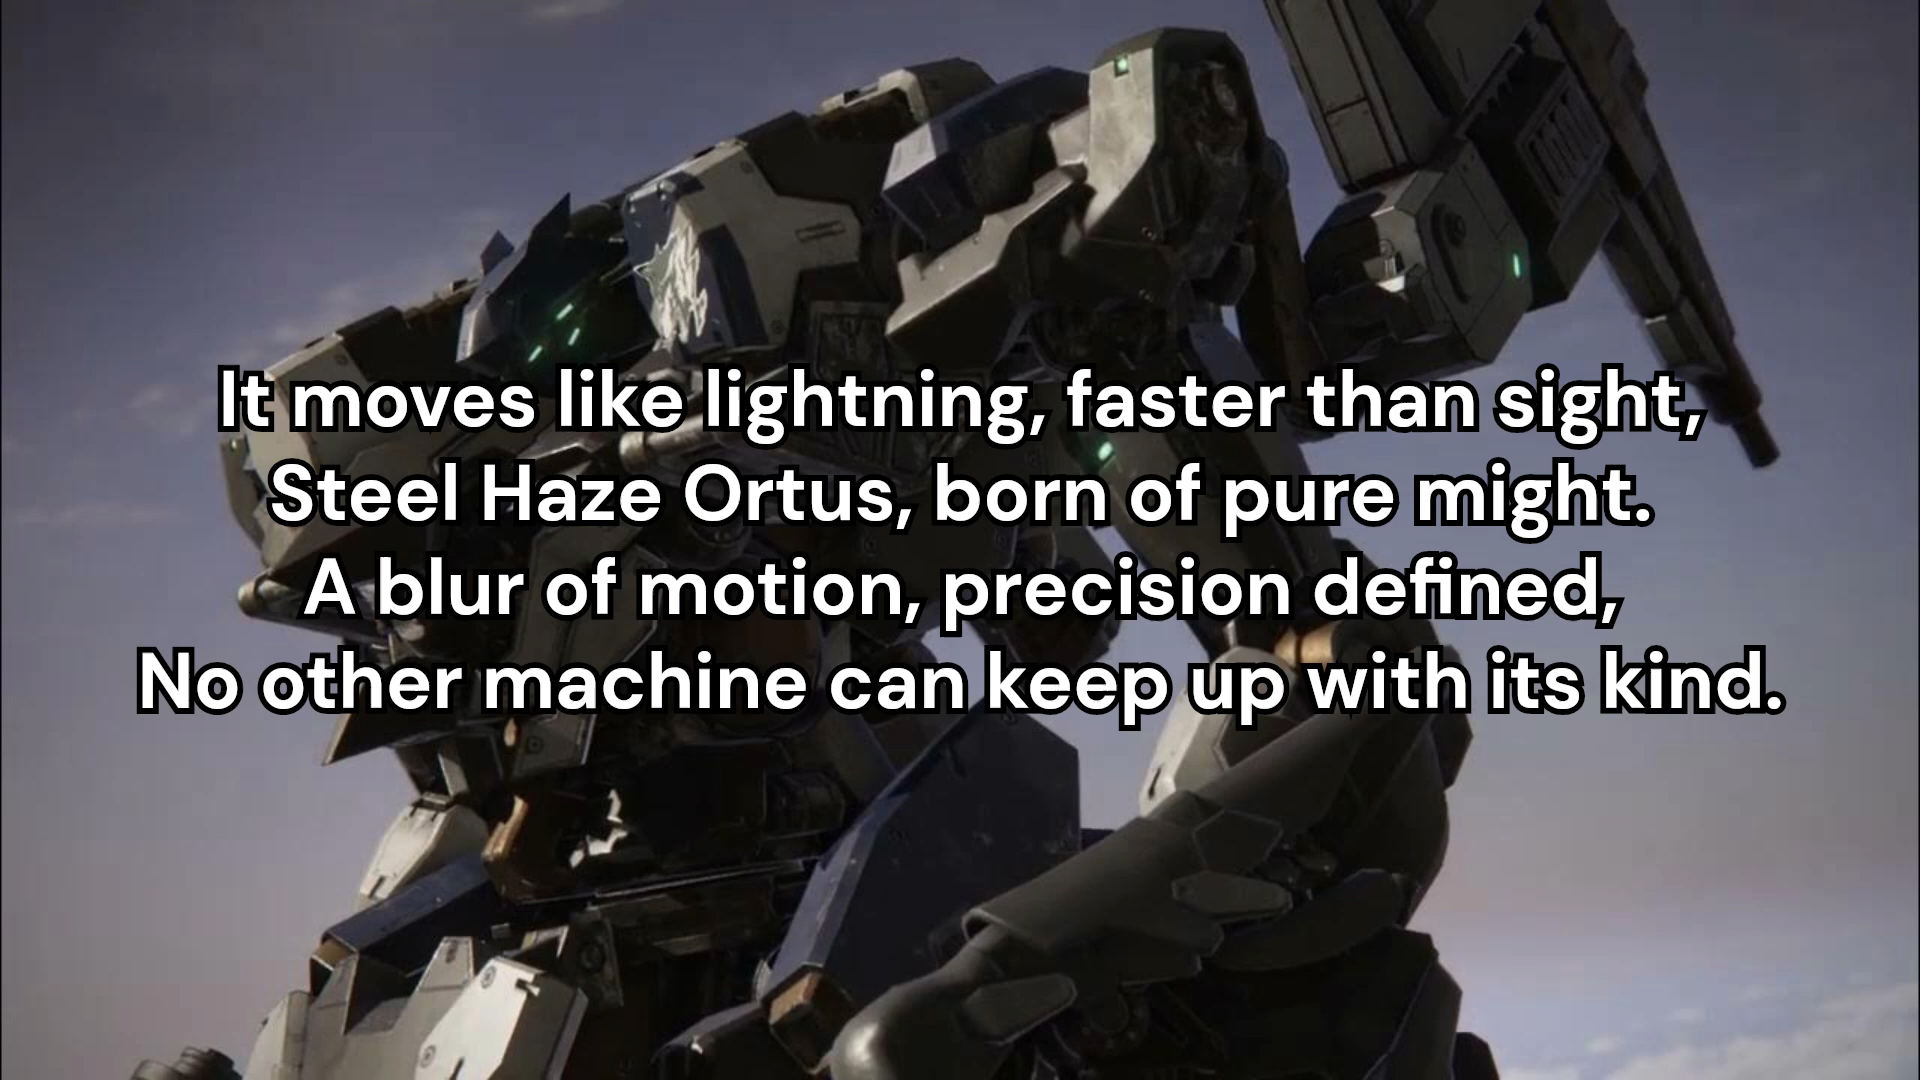 It moves like lightning, faster than sight,
Steel Haze Ortus, born of pure might.
A blur of motion, precision defined,
No other machine can keep up with its kind.